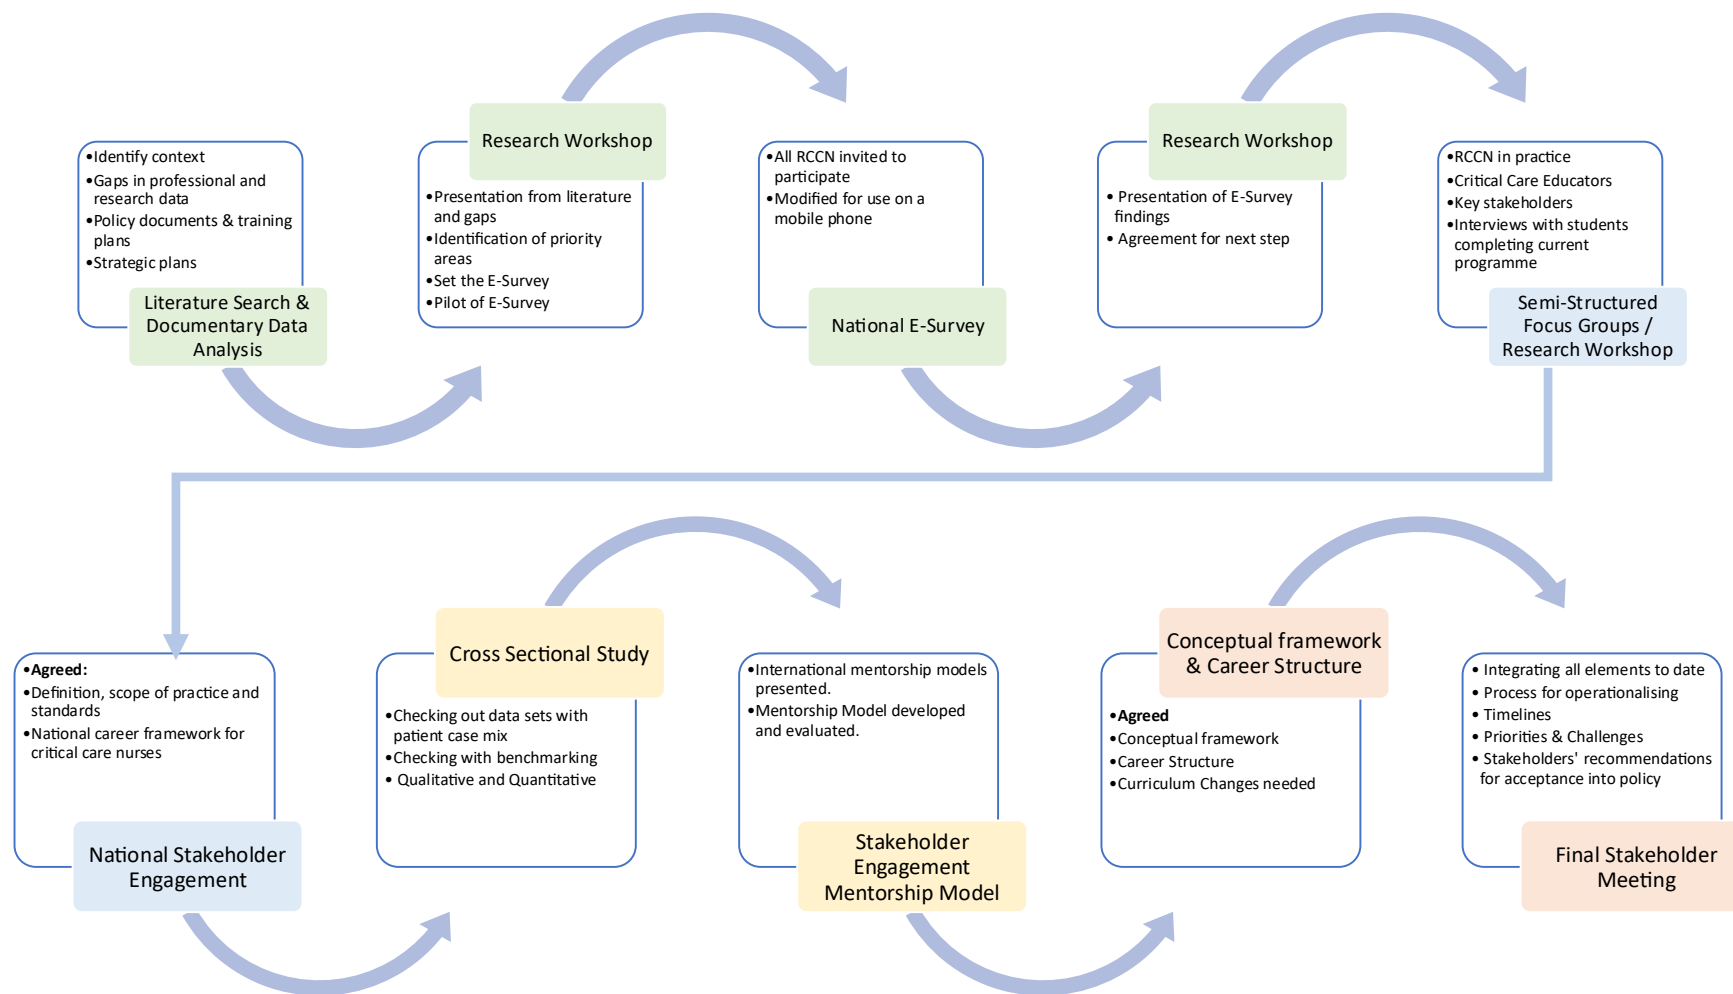 •Identify context
•Gaps in professional and
research data
•Policy documents & training
plans
•Strategic plans
Literature Search &
Documentary Data
Analysis
Research Workshop
•Presentation from literature
and gaps
•Identification of priority
areas
•Set the E-Survey
•Pilot of E-Survey
•All RCCN invited to
participate
•Modified for use on a
mobile phone
National E-Survey
Research Workshop
• Presentation of E-Survey
findings
• Agreement for next step
•RCCN in practice
•Critical Care Educators
•Key stakeholders
•Interviews with students
completing current
programme
Semi-Structured
Focus Groups /
Research Workshop
•Agreed:
•Definition, scope of practice and
standards
•National career framework for
critical care nurses
National Stakeholder
Engagement
Cross Sectional Study
•Checking out data sets with
patient case mix
•Checking with benchmarking
• Qualitative and Quantitative
•International mentorship models
presented.
•Mentorship Model developed
and evaluated.
Stakeholder
Engagement
Mentorship Model
Conceptual framework
& Career Structure
•Agreed
•Conceptual framework
•Career Structure
•Curriculum Changes needed
• Integrating all elements to date
• Process for operationalising
• Timelines
• Priorities & Challenges
• Stakeholders' recommendations
for acceptance into policy
Final Stakeholder
Meeting